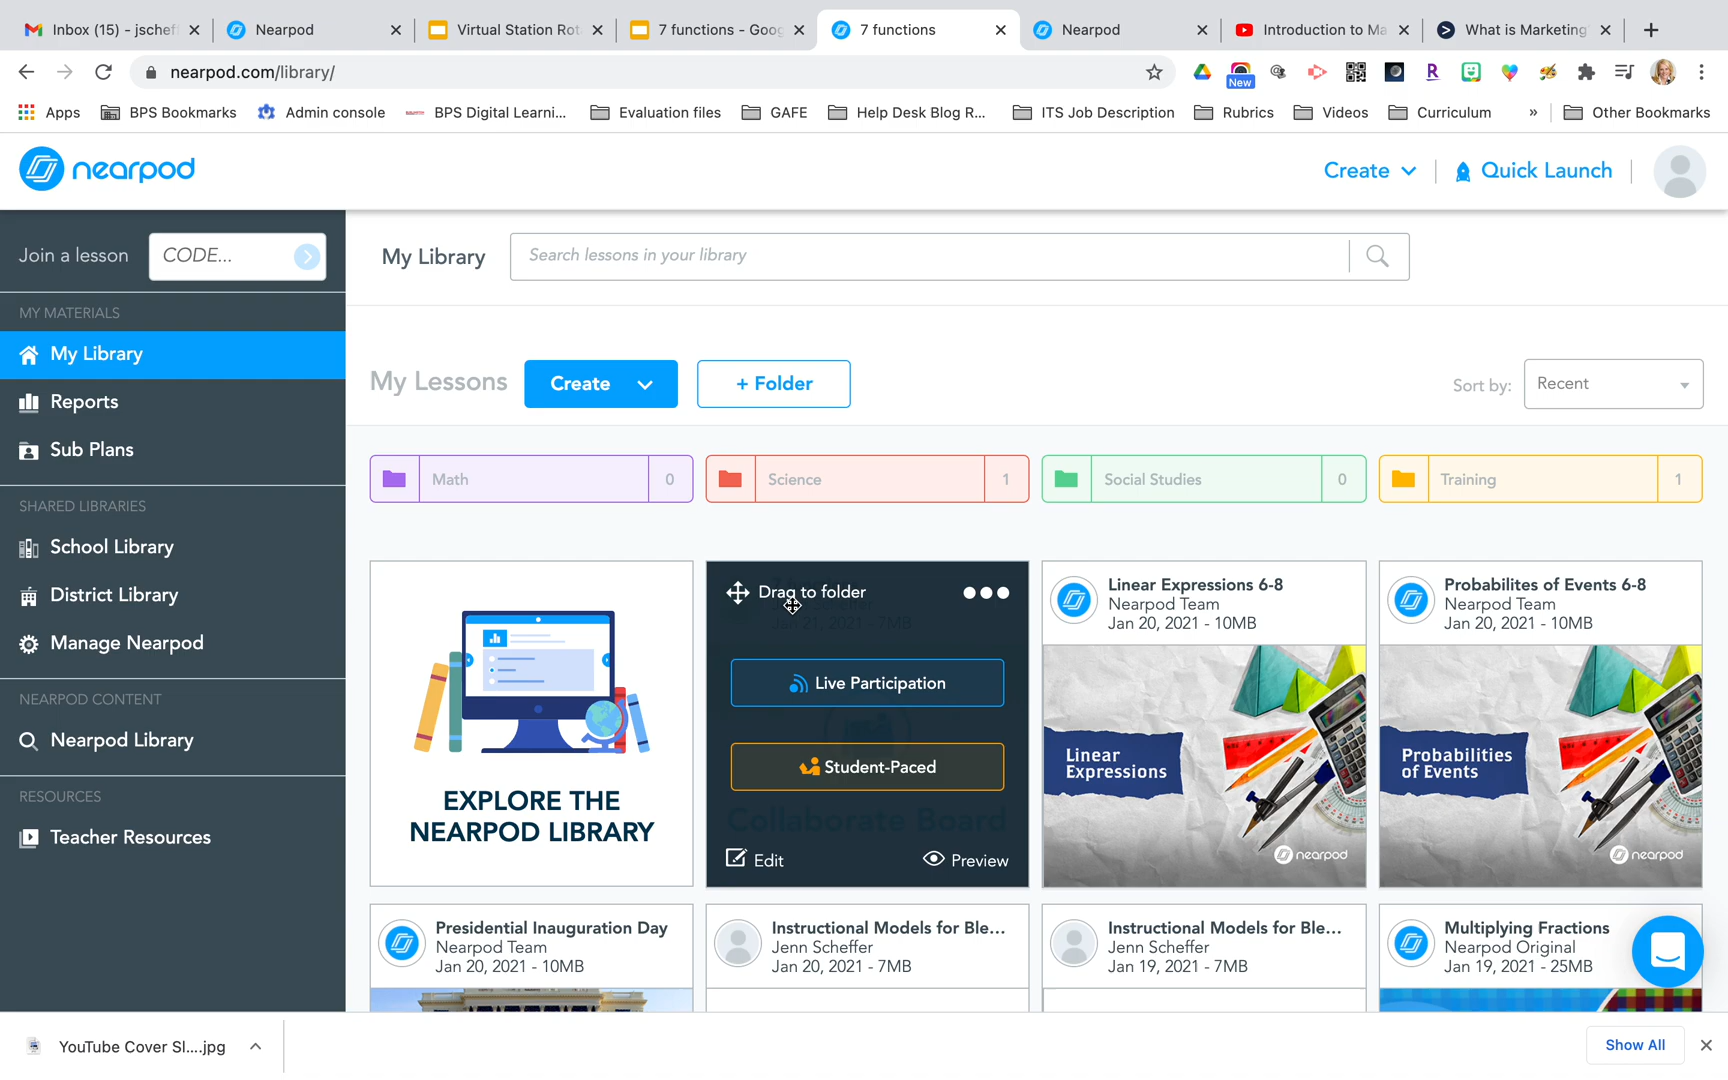 Inbox (15) - jschef
Nearpod
Virtual Station Rot
7 functions - Goog
7 functions
Nearpod
Introduction to Ma
What is Marketing
nearpod.com/library/
New
Apps
BPS Bookmarks
Admin console
BPS Digital Learni...
Evaluation files
GAFE
Help Desk Blog R...
ITS Job Description
Rubrics
Videos
Curriculum
»
Other Bookmarks
nearpod
Create
Quick Launch
Join a lesson
CODE...
My Library
Search lessons in your library
MY MATERIALS
My Library
Reports
Sub Plans
SHARED LIBRARIES
School Library
District Library
Manage Nearpod
NEARPOD CONTENT
Nearpod Library
RESOURCES
Teacher Resources
My Lessons
Create
+ Folder
Sort by:
Recent
Math
0
Science
1
Social Studies
0
Training
1
EXPLORE THE
NEARPOD LIBRARY
Drag to folder
Jan 21, 2021 - 7MB
Live Participation
Student-Paced
Collaborate Board
Edit
Preview
Linear Expressions 6-8
Nearpod Team
Jan 20, 2021 - 10MB
Linear
Expressions
nearpod
Probabilites of Events 6-8
Nearpod Team
Jan 20, 2021 - 10MB
Probabilities
of Events
nearpod
Presidential Inauguration Day
Nearpod Team
Jan 20, 2021 - 10MB
Instructional Models for Ble...
Jenn Scheffer
Jan 20, 2021 - 7MB
Instructional Models for Ble...
Jenn Scheffer
Jan 19, 2021 - 7MB
Multiplying Fractions
Nearpod Original
Jan 19, 2021 - 25MB
YouTube Cover Sl....jpg
Show All